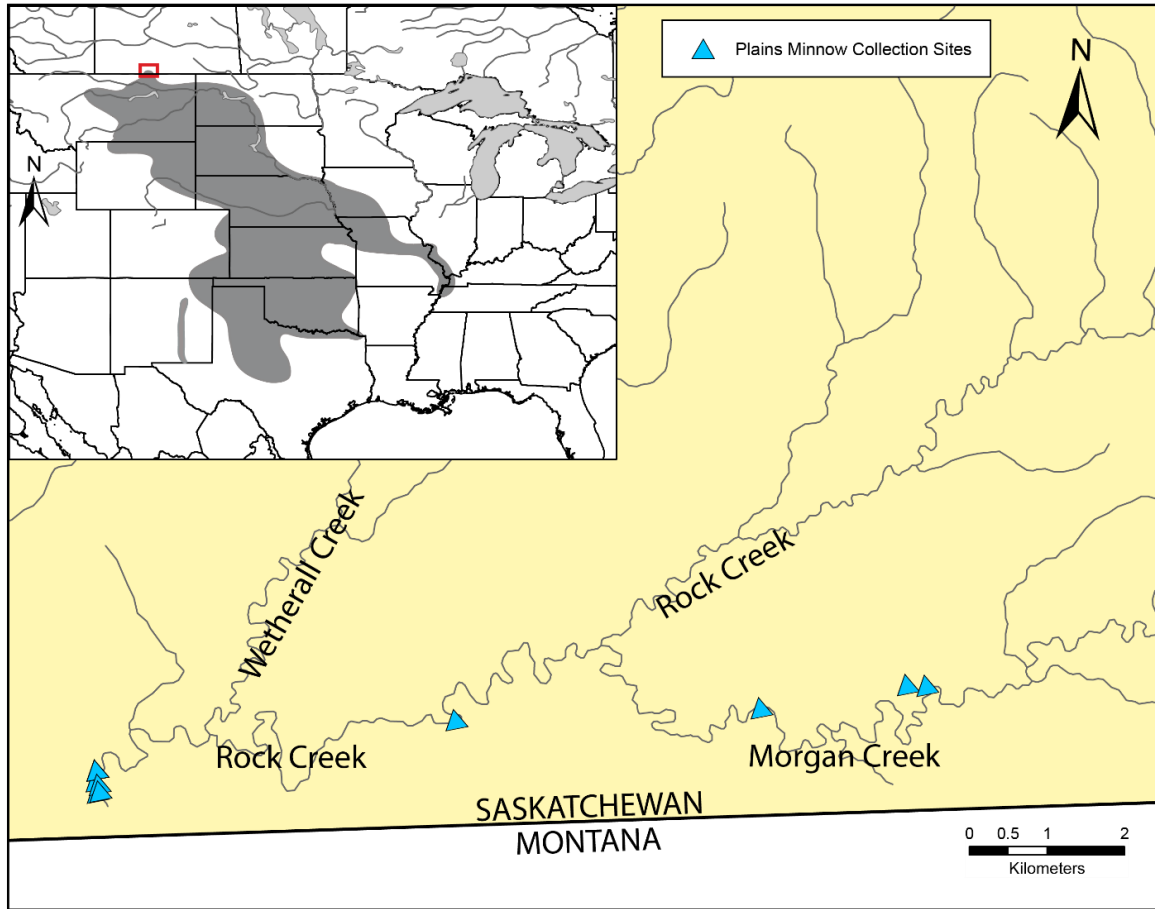 Plains Minnow Collection Sites
N
N
Wetherall Creek
Rock Creek
Rock Creek
Morgan Creek
SASKATCHEWAN
MONTANA
0 0.5 1 2
Kilometers